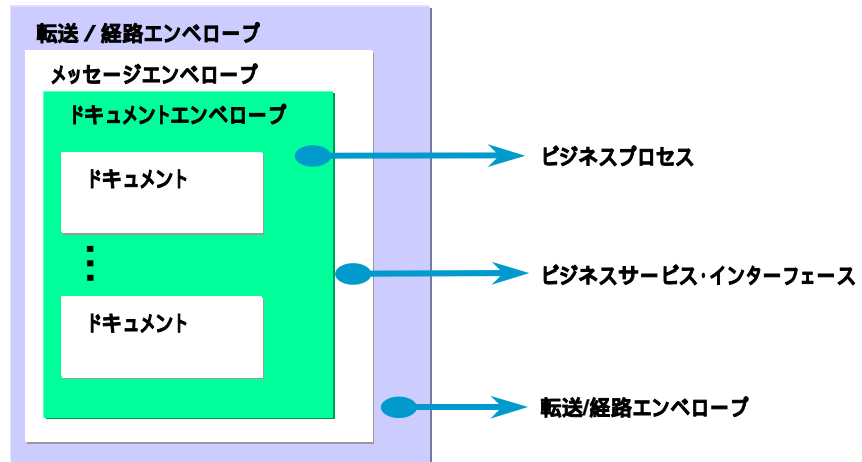 転送 / 経路エンベロープ
メッセージエンベロープ
ドキュメントエンベロープ
ドキュメント
ドキュメント
ビジネスプロセス
ビジネスサービス・インターフェース
転送/経路エンベロープ